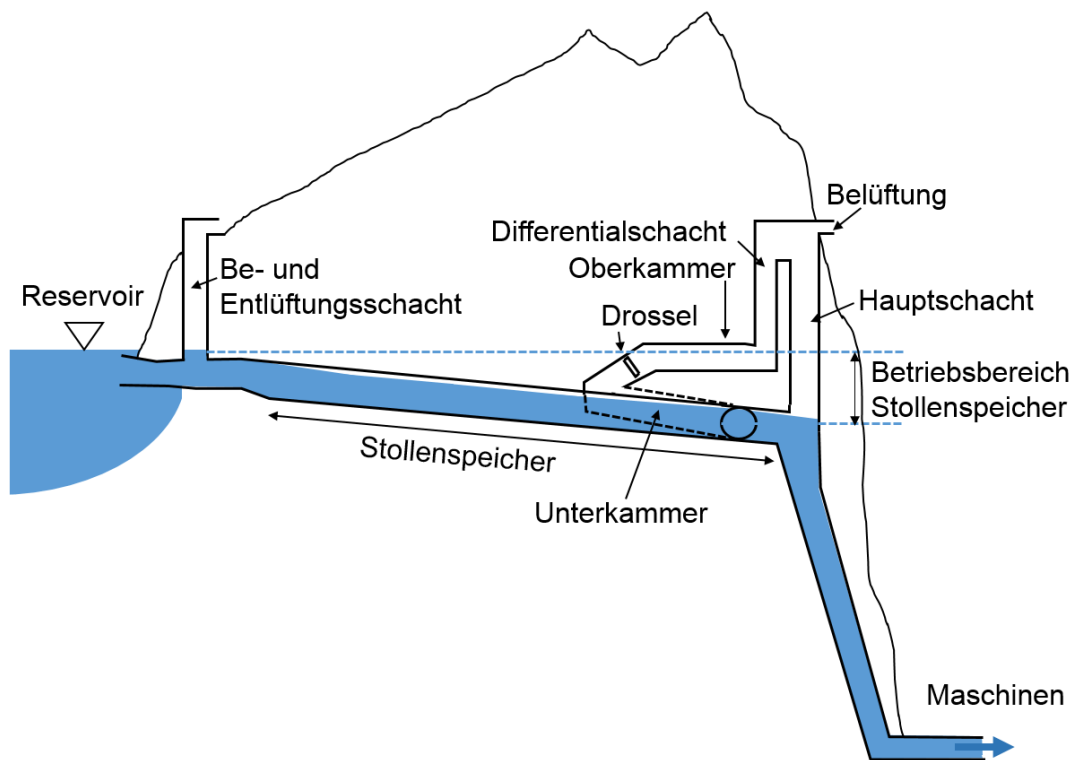 Belüftung
Differentialschacht
Oberkammer
Be- und
Entlüftungsschacht
Reservoir
Hauptschacht
Drossel
Betriebsbereich
Stollenspeicher
Stollenspeicher
Unterkammer
Maschinen